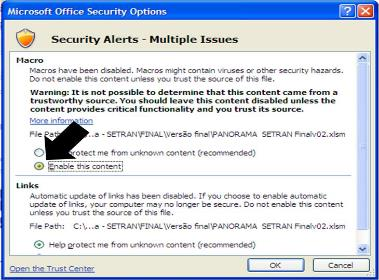 Microsoft Office Security Options
Security Alerts - Multiple Issues
Macro
Macros have been disabled. Macros might contain viruses or other security hazards.
Do not enable this content unless you trust the source of this file.
Warning: It is not possible to determine that this content came from a
trustworthy source. You should leave this content disabled unless the
content provides critical functionality and you trust its source.
More information
File Path: ...a - SETRAN\FINAL\Versão final\PANORAMA SETRAN Finalv02.xlsm
protect me from unknown content (recommended)
Enable this content
Links
Automatic update of links has been disabled. If you choose to enable automatic
update of links, your computer may no longer be secure. Do not enable this content
unless you trust the source of this file.
File Path: C:\...a - SETRAN\FINAL\Versão final\PANORAMA SETRAN Finalv02.xlsm
Help protect me from unknown content (recommended)
Open the Trust Center
OK
Cancel